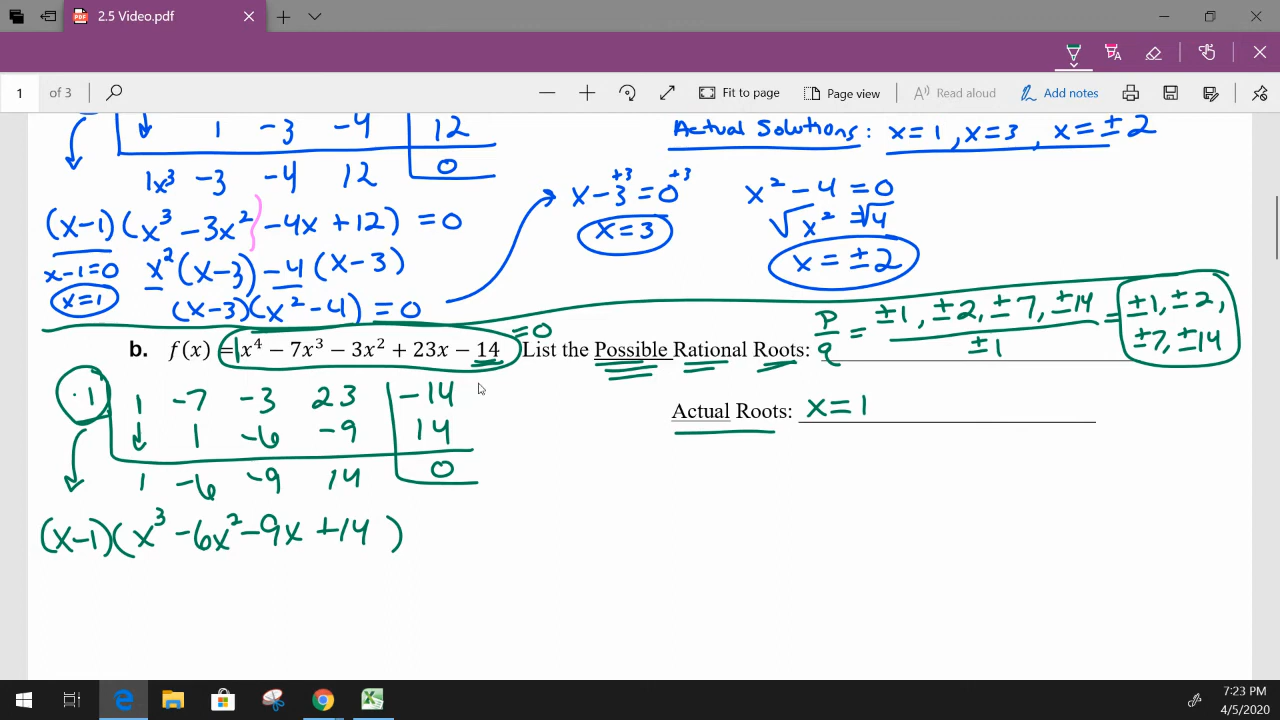 2.5 Video.pdf
1 of 3 Fit to page Page view Read aloud Add notes
1 -3 -4 12
1x³ -3 -4 12 0
Actual Solutions: x=1, x=3, x=±2
(x-1)(x³ -3x² -4x +12) =0
x-1=0 x²(x-3) -4(x-3)
x=1 (x-3)(x²-4) =0
x-3=0 +3 +3
x=3
x²-4=0
√x² =√4
x=±2
b. f(x) = 1x⁴ − 7x³ − 3x² + 23x − 14 =0 List the Possible Rational Roots: p/q = ±1, ±2, ±7, ±14 / ±1 = ±1, ±2, ±7, ±14
1 1 -7 -3 23 -14
1 -6 -9 14
1 -6 -9 14 0
Actual Roots: x=1
(x-1)(x³ -6x² -9x +14 )
7:23 PM
4/5/2020